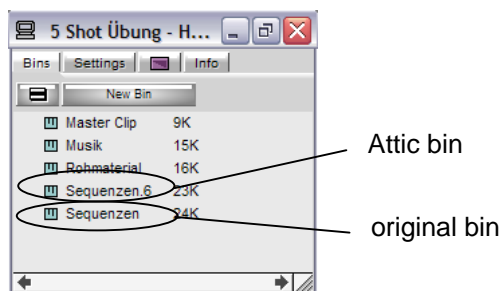 5 Shot Übung - H...
Bins Settings Info
New Bin
Master Clip 9K
Musik 15K
Rohmaterial 16K
Sequenzen.6 23K
Sequenzen 24K
Attic bin
original bin